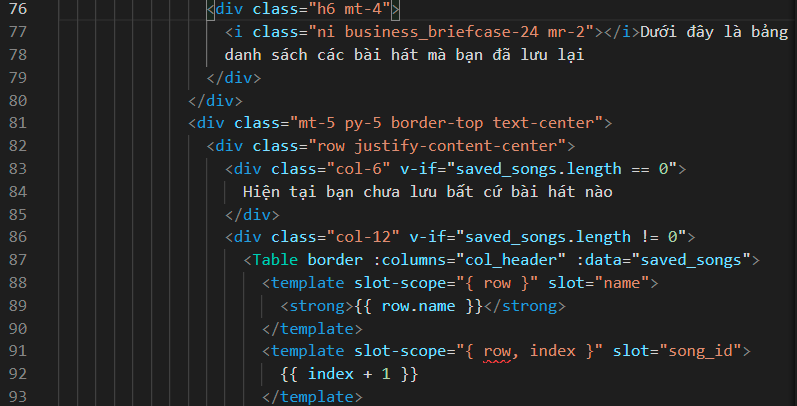 76 <div class="h6 mt-4">
77 <i class="ni business_briefcase-24 mr-2"></i>Dưới đây là bảng
78 danh sách các bài hát mà bạn đã lưu lại
79 </div>
80 </div>
81 <div class="mt-5 py-5 border-top text-center">
82 <div class="row justify-content-center">
83 <div class="col-6" v-if="saved_songs.length == 0">
84 Hiện tại bạn chưa lưu bất cứ bài hát nào
85 </div>
86 <div class="col-12" v-if="saved_songs.length != 0">
87 <Table border :columns="col_header" :data="saved_songs">
88 <template slot-scope="{ row }" slot="name">
89 <strong>{{ row.name }}</strong>
90 </template>
91 <template slot-scope="{ row, index }" slot="song_id">
92 {{ index + 1 }}
93 </template>